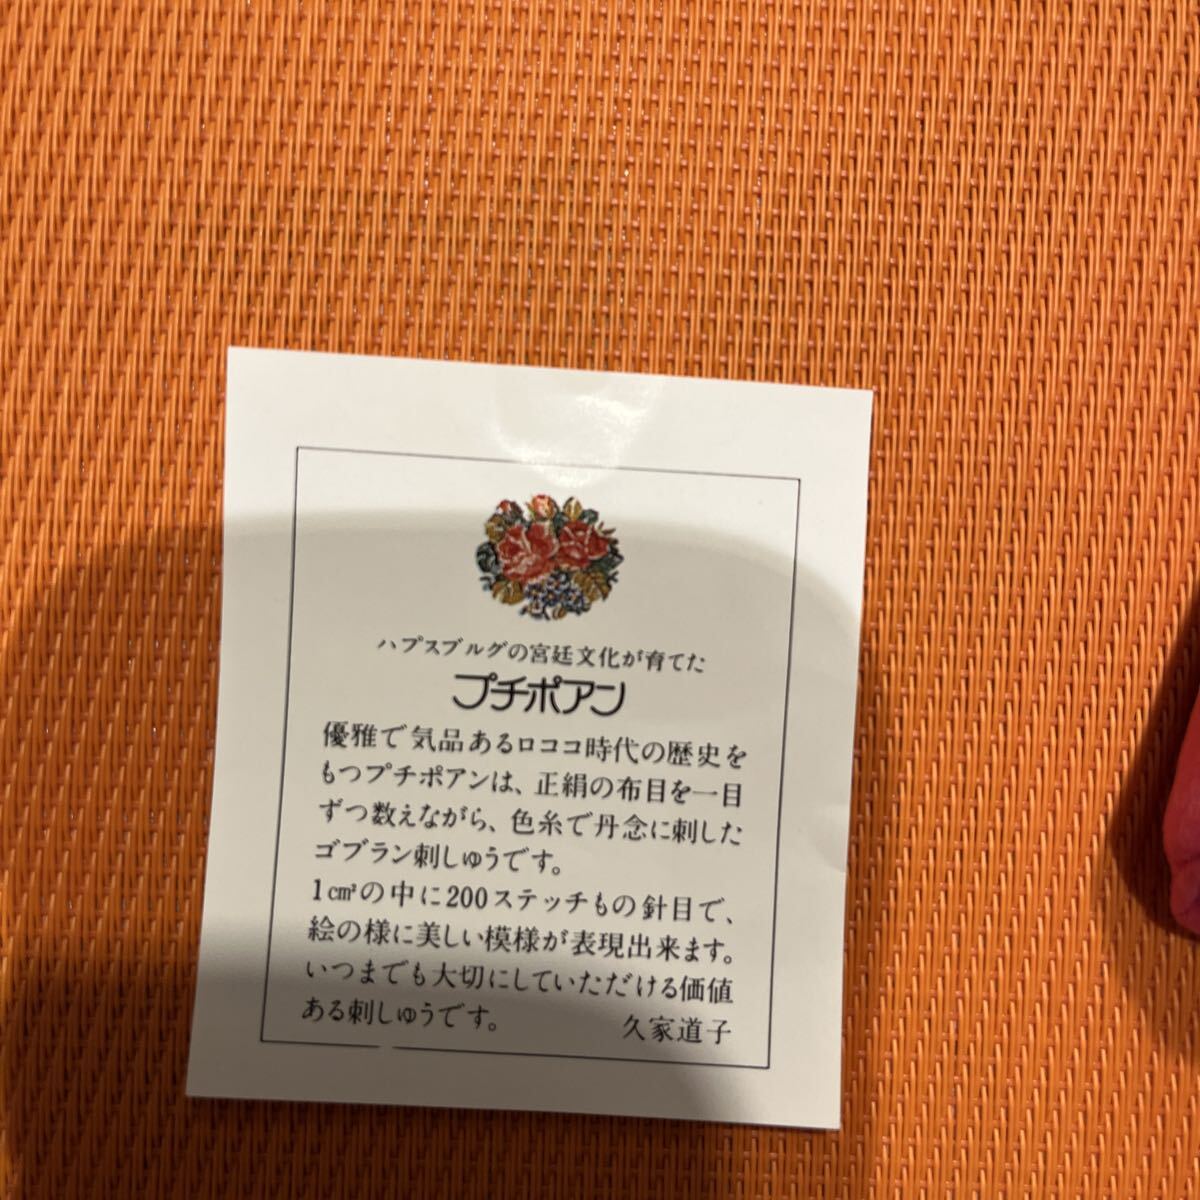 ハプスブルグの宮廷文化が育てた
プチポアン
優雅で気品あるロココ時代の歴史を
もつプチポアンは、正絹の布目を一目
ずつ数えながら、色糸で丹念に刺した
ゴブラン刺しゅうです。
1cm²の中に200ステッチもの針目で、
絵の様に美しい模様が表現出来ます。
いつまでも大切にしていただける価値
ある刺しゅうです。 久家道子